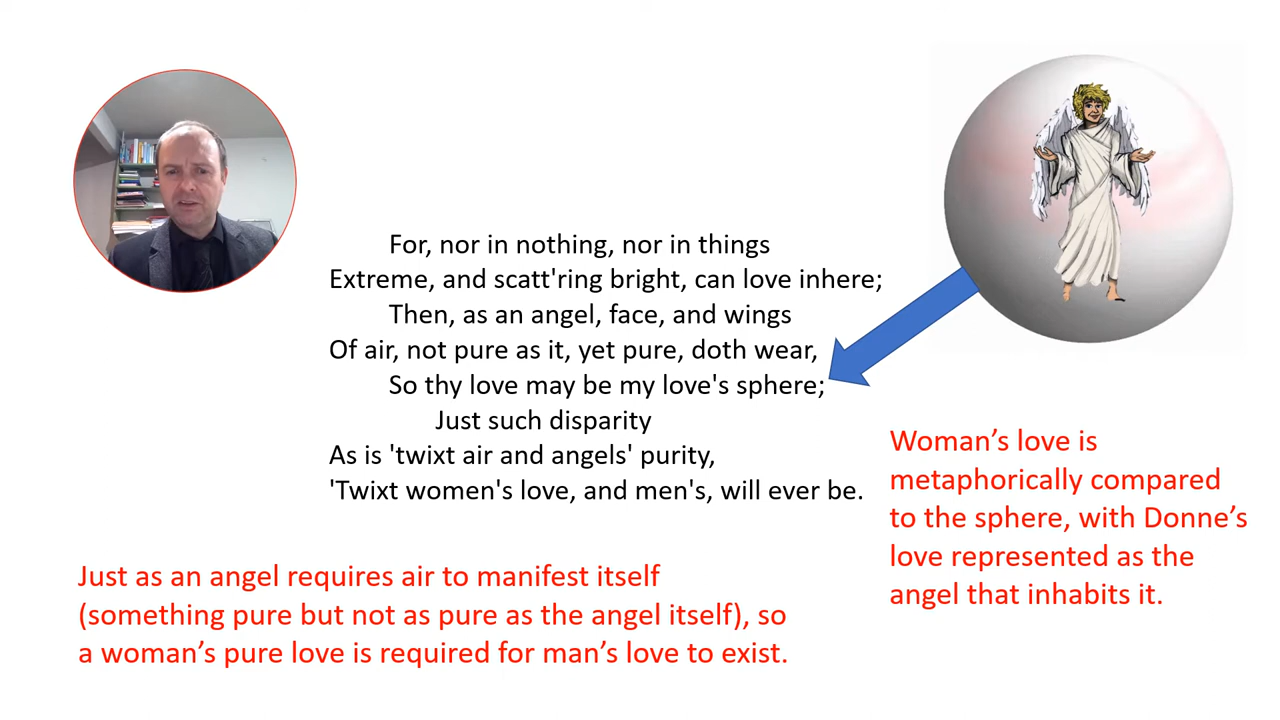 For, nor in nothing, nor in things
Extreme, and scatt'ring bright, can love inhere;
Then, as an angel, face, and wings
Of air, not pure as it, yet pure, doth wear,
So thy love may be my love's sphere;
Just such disparity
As is 'twixt air and angels' purity,
'Twixt women's love, and men's, will ever be.
Woman’s love is
metaphorically compared
to the sphere, with Donne’s
love represented as the
angel that inhabits it.
Just as an angel requires air to manifest itself
(something pure but not as pure as the angel itself), so
a woman’s pure love is required for man’s love to exist.